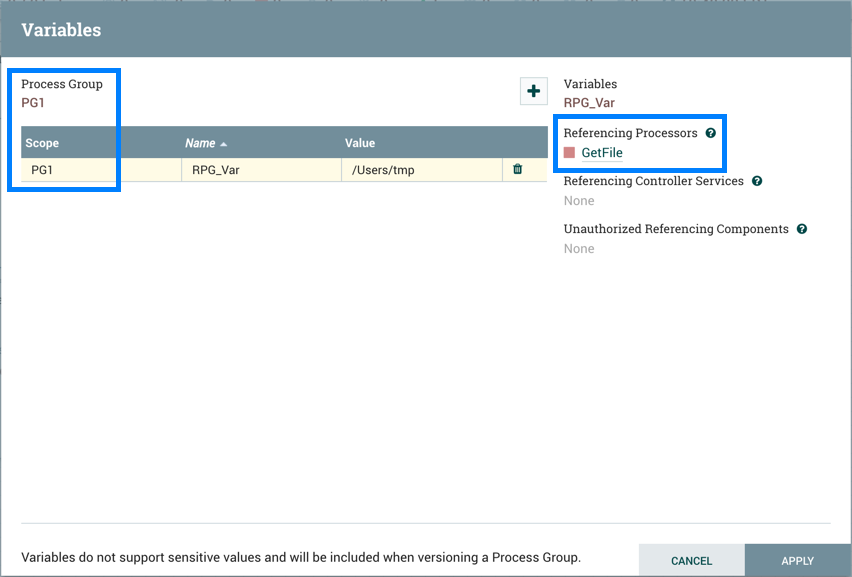 Variables
Process Group
PG1
Scope Name Value
PG1 RPG_Var /Users/tmp
Variables
RPG_Var
Referencing Processors
GetFile
Referencing Controller Services
None
Unauthorized Referencing Components
None
Variables do not support sensitive values and will be included when versioning a Process Group.
CANCEL APPLY